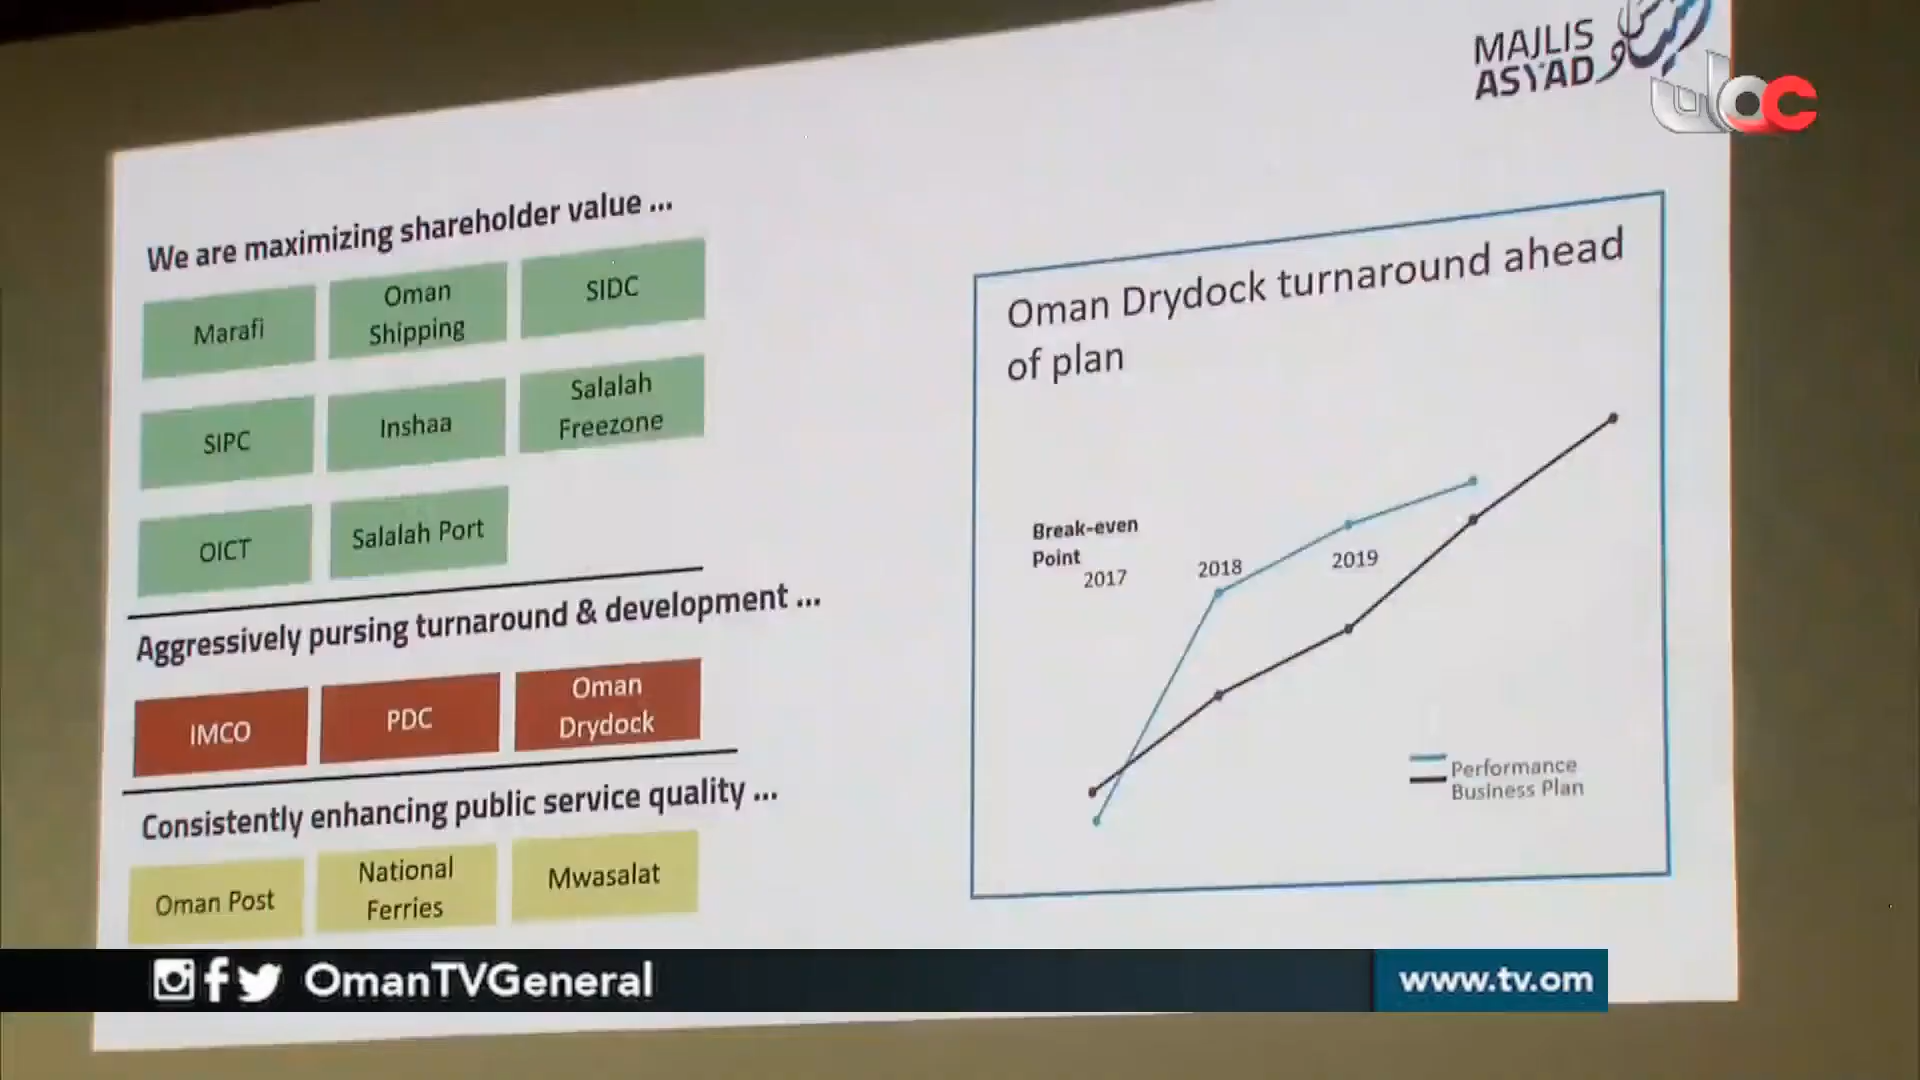 MAJLIS
ASYAD
We are maximizing shareholder value ...
Marafi
Oman
Shipping
SIDC
SIPC
Inshaa
Salalah
Freezone
OICT
Salalah Port
Aggressively pursing turnaround & development ...
IMCO
PDC
Oman
Drydock
Consistently enhancing public service quality ...
Oman Post
National
Ferries
Mwasalat
Oman Drydock turnaround ahead
of plan
Break-even
Point
2017
2018
2019
Performance
Business Plan
OmanTVGeneral
www.tv.om